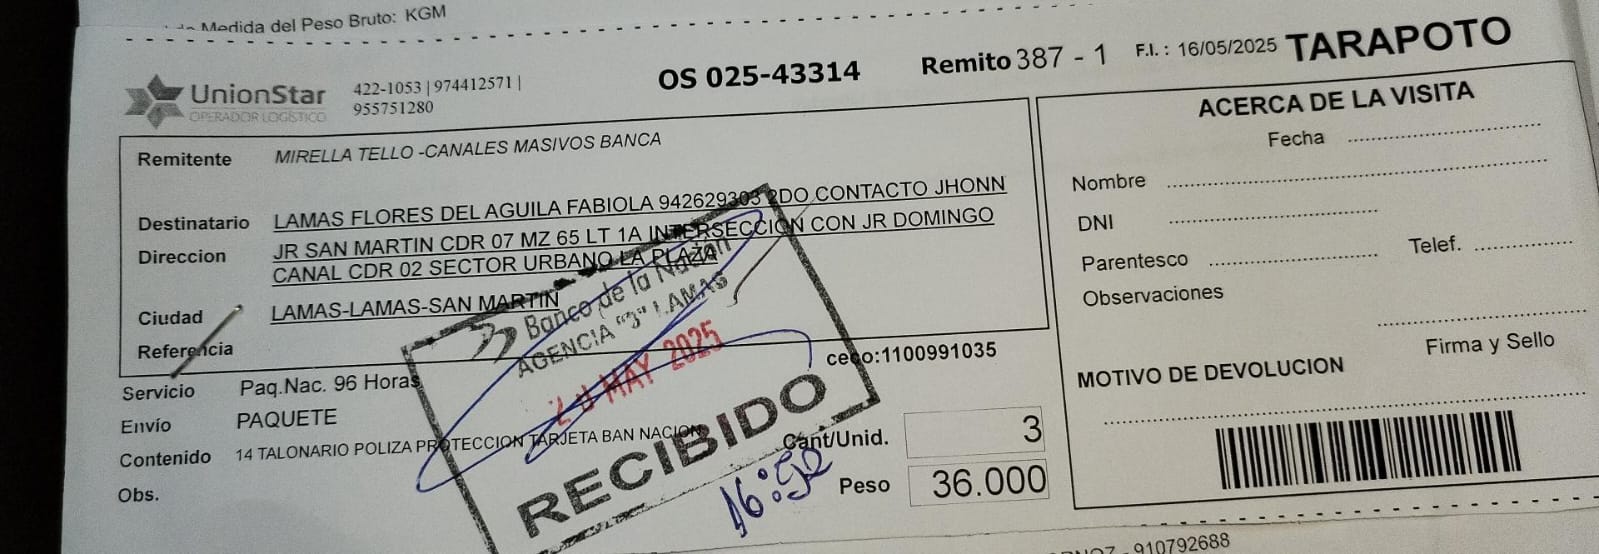 Medida del Peso Bruto: KGM
UnionStar
OPERADOR LOGÍSTICO
422-1053 | 974412571 |
955751280
OS 025-43314
Remito 387 - 1
F.I. : 16/05/2025
TARAPOTO
Remitente MIRELLA TELLO -CANALES MASIVOS BANCA
Destinatario LAMAS FLORES DEL AGUILA FABIOLA 942629303 2DO CONTACTO JHONN
Direccion JR SAN MARTIN CDR 07 MZ 65 LT 1A INTERSECCION CON JR DOMINGO
CANAL CDR 02 SECTOR URBANO LA PLAZA
Ciudad LAMAS-LAMAS-SAN MARTIN
Referencia
ceco:1100991035
Servicio Paq.Nac. 96 Horas
Envío PAQUETE
Contenido 14 TALONARIO POLIZA PROTECCION TARJETA BAN NACION
Obs.
Cant/Unid. 3
Peso 36.000
Banco de la Nación
AGENCIA "3" LAMAS
20 MAY 2025
RECIBIDO
ACERCA DE LA VISITA
Fecha
Nombre
DNI
Telef.
Parentesco
Observaciones
Firma y Sello
MOTIVO DE DEVOLUCION
- 910792688